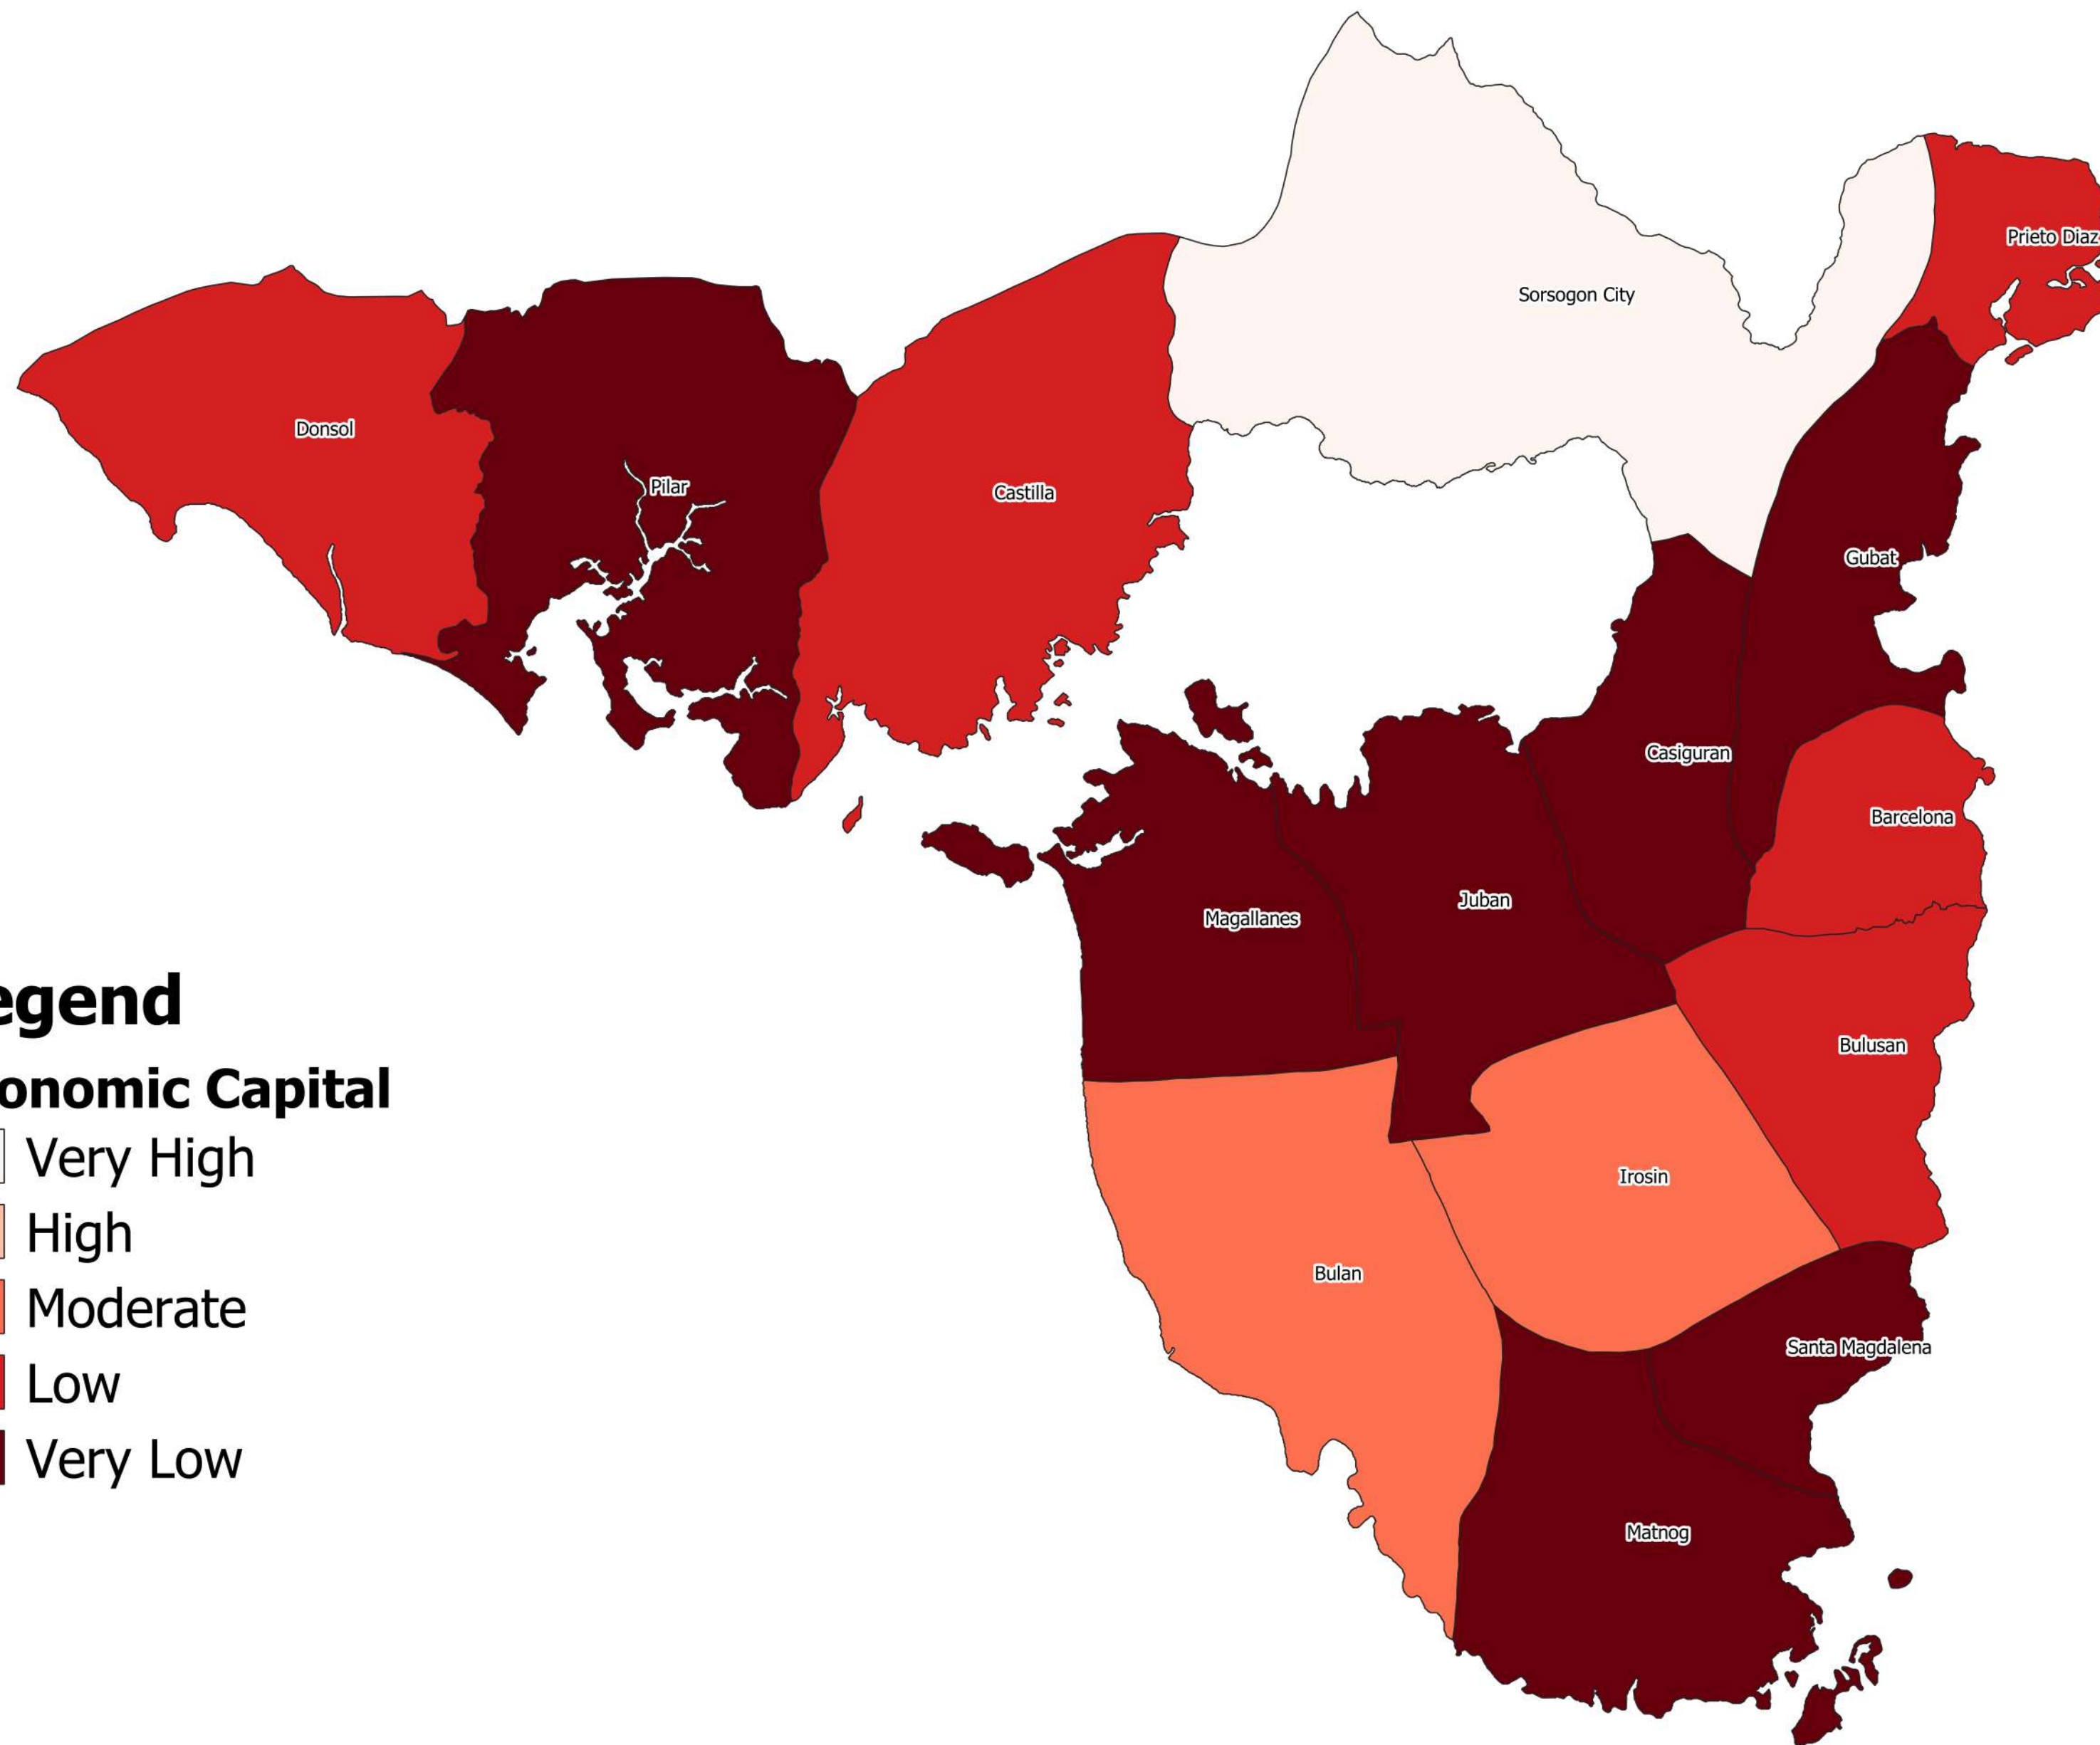 Sorsogon City
Prieto Diaz
Donsol
Pilar
Castilla
Gubat
Casiguran
Barcelona
Magallanes
Juban
Bulusan
Irosin
Bulan
Santa Magdalena
Matnog
egend
onomic Capital
Very High
High
Moderate
Low
Very Low